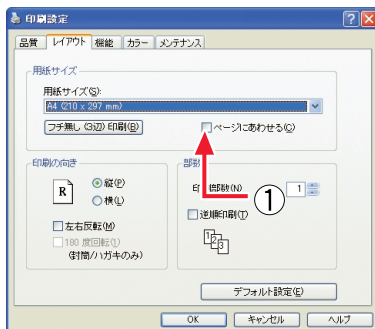 印刷設定
品質 レイアウト 機能 カラー メンテナンス
用紙サイズ
用紙サイズ(S):
A4 (210 x 297 mm)
フチ無し (3辺) 印刷(B)
ページにあわせる(C)
印刷の向き
R
縦(P)
横(L)
左右反転(M)
180 度回転(1)
(封筒/ハガキのみ)
部数
印刷部数(N)
1
①
逆順印刷(T)
1 2 3
デフォルト設定(E)
OK キャンセル ヘルプ